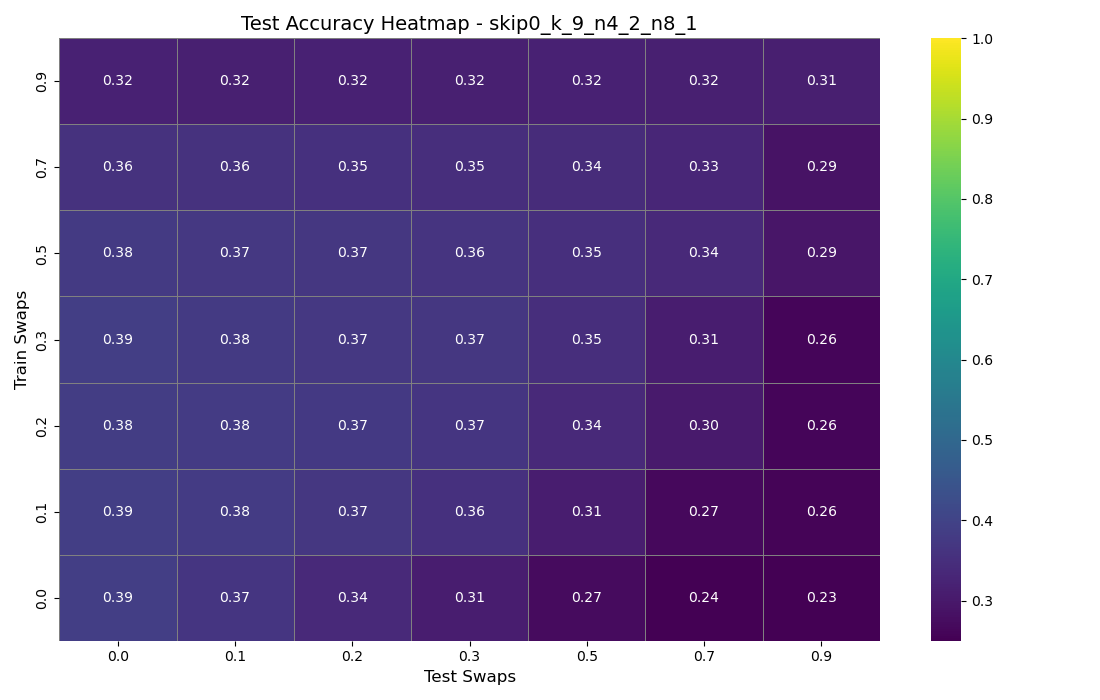 Test Accuracy Heatmap - skip0_k_9_n4_2_n8_1
Train Swaps
0.9 0.32 0.32 0.32 0.32 0.32 0.32 0.31
0.7 0.36 0.36 0.35 0.35 0.34 0.33 0.29
0.5 0.38 0.37 0.37 0.36 0.35 0.34 0.29
0.3 0.39 0.38 0.37 0.37 0.35 0.31 0.26
0.2 0.38 0.38 0.37 0.37 0.34 0.30 0.26
0.1 0.39 0.38 0.37 0.36 0.31 0.27 0.26
0.0 0.39 0.37 0.34 0.31 0.27 0.24 0.23
0.0 0.1 0.2 0.3 0.5 0.7 0.9
Test Swaps
1.0
0.9
0.8
0.7
0.6
0.5
0.4
0.3